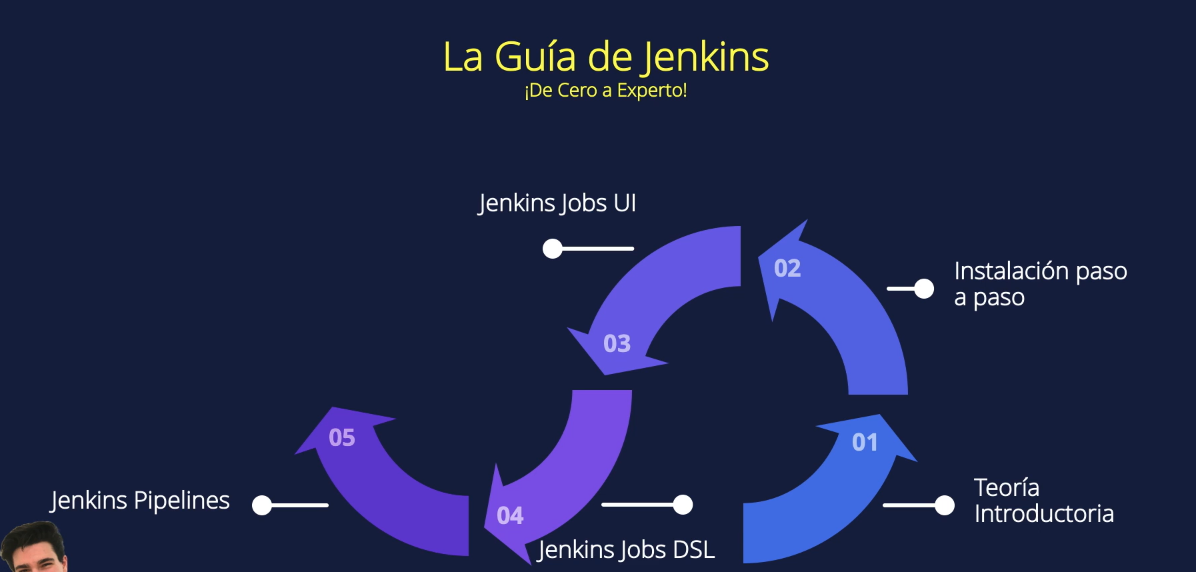 La Guía de Jenkins
¡De Cero a Experto!
Jenkins Jobs UI
02
Instalación paso
a paso
03
05
01
Jenkins Pipelines
04
Teoría
Introductoria
Jenkins Jobs DSL